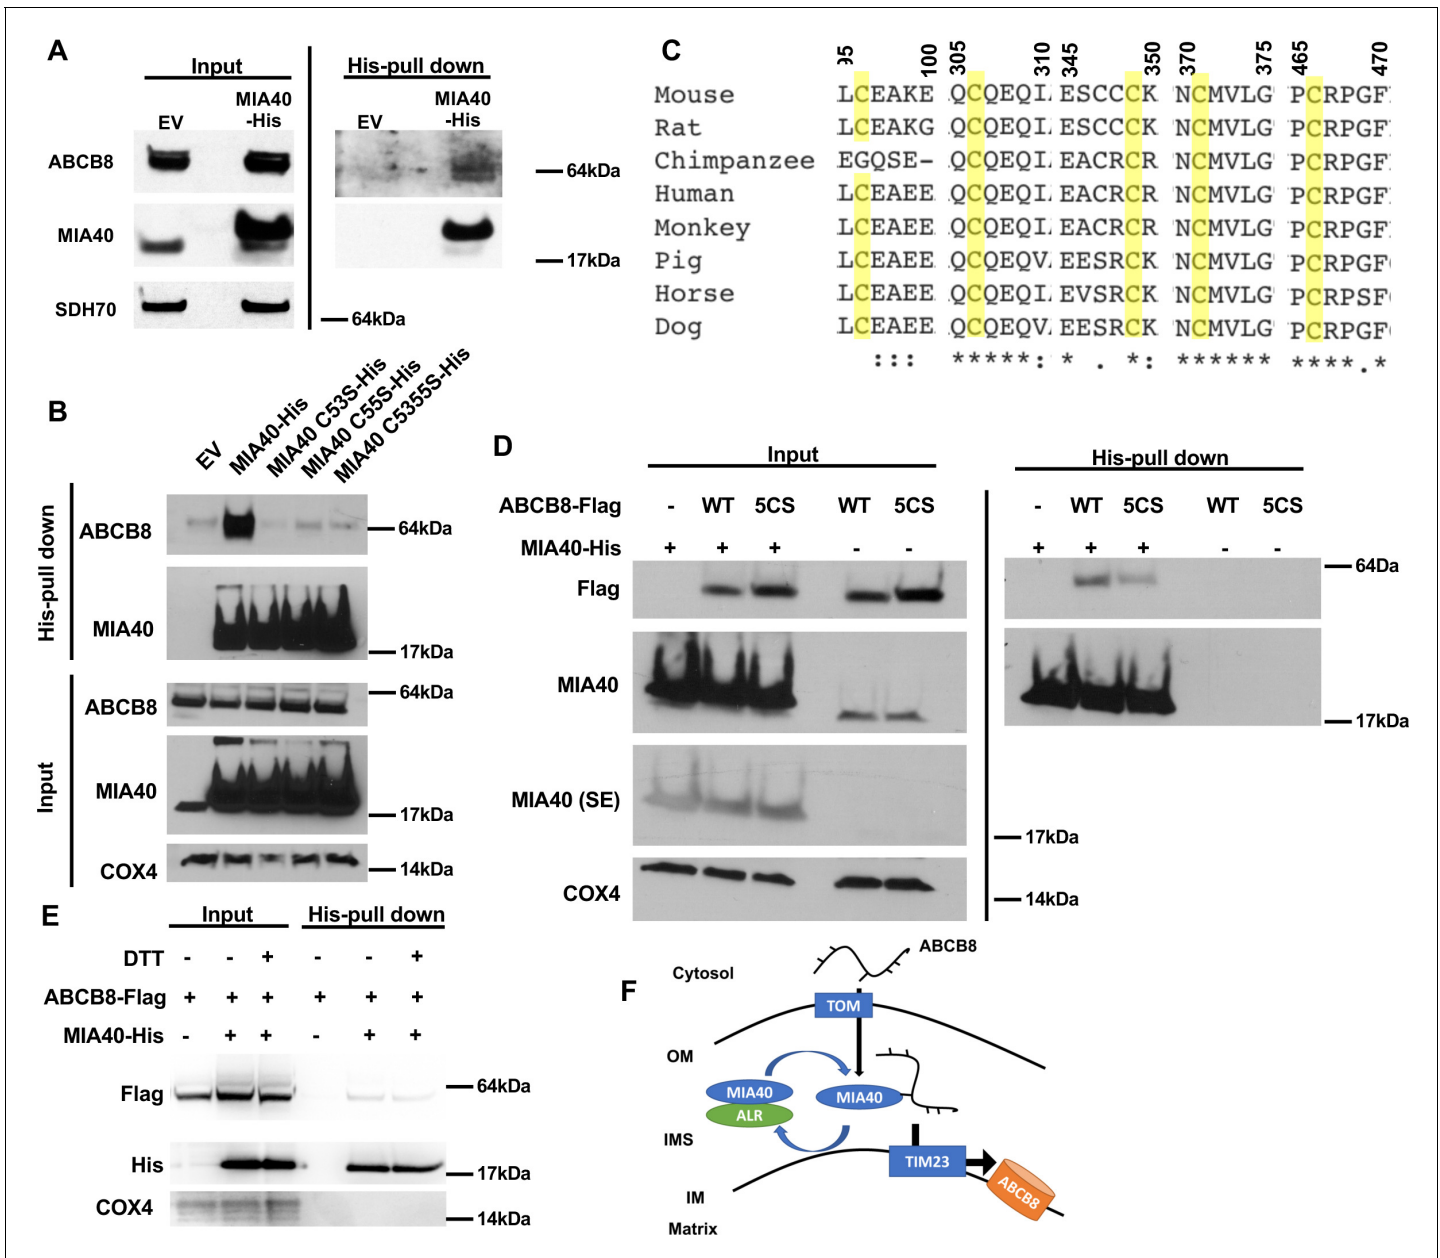 A
Input
His-pull down
EV
MIA40
-His
EV
MIA40
-His
ABCB8
64kDa
MIA40
17kDa
SDH70
64kDa
B
EV
MIA40-His
MIA40 C53S-His
MIA40 C55S-His
MIA40 C5355S-His
His-pull down
ABCB8
64kDa
MIA40
17kDa
Input
ABCB8
64kDa
MIA40
17kDa
COX4
14kDa
C
95 100 305 310 345 350 370 375 465 470
Mouse LCEAKE QCQEQI ESCCCK NCMVLG PCRPGF
Rat LCEAKG QCQEQI ESCCCK NCMVLG PCRPGF
Chimpanzee EGQSE- QCQEQI EACRCR NCMVLG PCRPGF
Human LCEAEE QCQEQI EACRCR NCMVLG PCRPGF
Monkey LCEAEE QCQEQI EACRCR NCMVLG PCRPGF
Pig LCEAEE QCQEQV EESRCK NCMVLG PCRPGF
Horse LCEAEE QCQEQI EVSRCK NCMVLG PCRPSF
Dog LCEAEE QCQEQV EESRCK NCMVLG PCRPGF
::: *****: * . *: ****** ****.*
D
Input
His-pull down
ABCB8-Flag - WT 5CS WT 5CS - WT 5CS WT 5CS
MIA40-His + + + - - + + + - -
Flag
64Da
MIA40
17kDa
MIA40 (SE)
17kDa
COX4
14kDa
E
Input
His-pull down
DTT - - + - - +
ABCB8-Flag + + + + + +
MIA40-His - + + - + +
Flag
64kDa
His
17kDa
COX4
14kDa
F
Cytosol
ABCB8
TOM
OM
MIA40
ALR
MIA40
IMS
TIM23
ABCB8
IM
Matrix